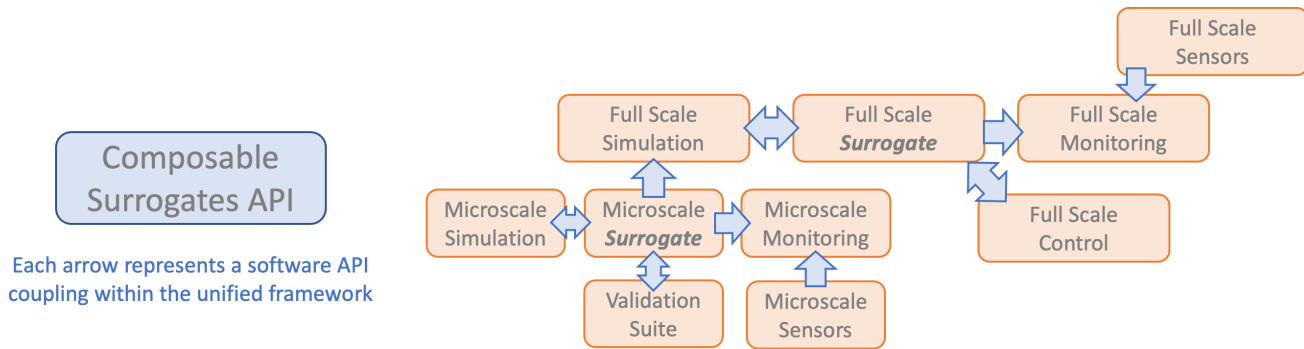 Composable
Surrogates API
Each arrow represents a software API
coupling within the unified framework
Full Scale
Sensors
Full Scale
Simulation
Full Scale
Surrogate
Full Scale
Monitoring
Microscale
Simulation
Microscale
Surrogate
Microscale
Monitoring
Full Scale
Control
Validation
Suite
Microscale
Sensors